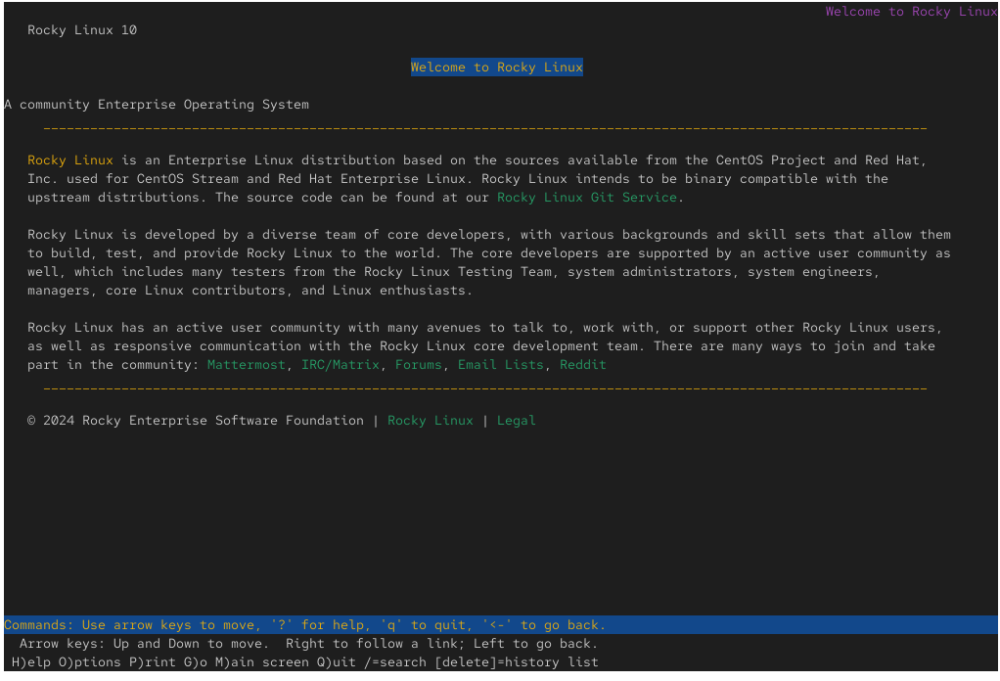 Welcome to Rocky Linux
Rocky Linux 10
Welcome to Rocky Linux
A community Enterprise Operating System
Rocky Linux is an Enterprise Linux distribution based on the sources available from the CentOS Project and Red Hat,
Inc. used for CentOS Stream and Red Hat Enterprise Linux. Rocky Linux intends to be binary compatible with the
upstream distributions. The source code can be found at our Rocky Linux Git Service.
Rocky Linux is developed by a diverse team of core developers, with various backgrounds and skill sets that allow them
to build, test, and provide Rocky Linux to the world. The core developers are supported by an active user community as
well, which includes many testers from the Rocky Linux Testing Team, system administrators, system engineers,
managers, core Linux contributors, and Linux enthusiasts.
Rocky Linux has an active user community with many avenues to talk to, work with, or support other Rocky Linux users,
as well as responsive communication with the Rocky Linux core development team. There are many ways to join and take
part in the community: Mattermost, IRC/Matrix, Forums, Email Lists, Reddit
© 2024 Rocky Enterprise Software Foundation | Rocky Linux | Legal
Commands: Use arrow keys to move, '?' for help, 'q' to quit, '<-' to go back.
Arrow keys: Up and Down to move.  Right to follow a link; Left to go back.
H)elp O)ptions P)rint G)o M)ain screen Q)uit /=search [delete]=history list